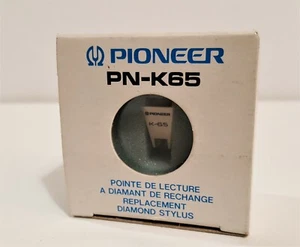 PIONEER
PN-K65
PIONEER
K-65
POINTE DE LECTURE
A DIAMANT DE RECHANGE
REPLACEMENT
DIAMOND STYLUS